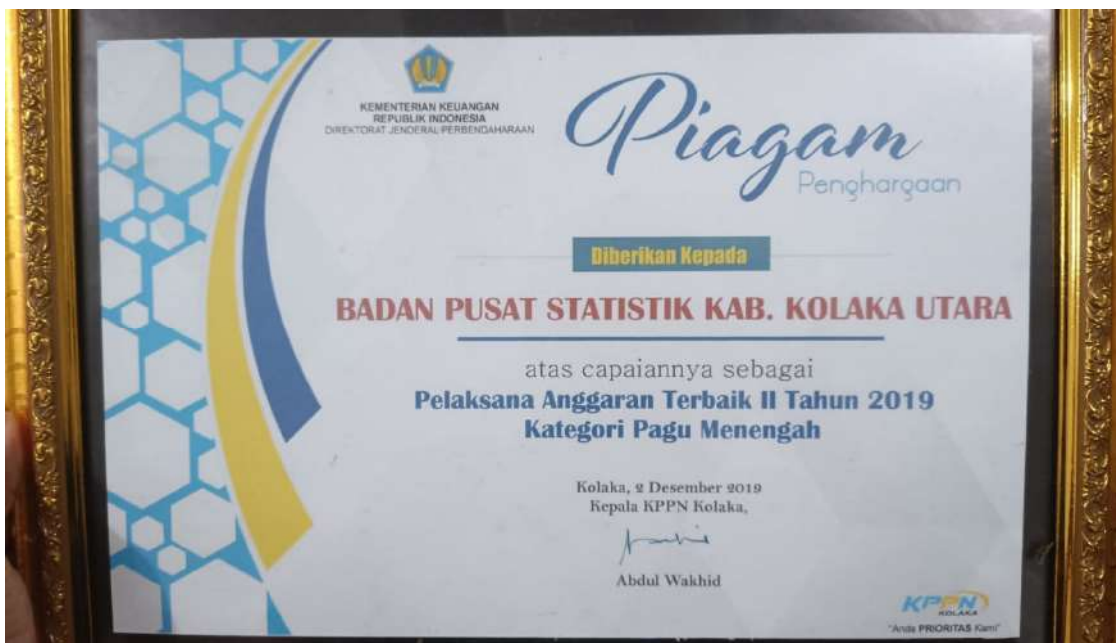 KEMENTERIAN KEUANGAN
REPUBLIK INDONESIA
DIREKTORAT JENDERAL PERBENDAHARAAN
Piagam
Penghargaan
Diberikan Kepada
BADAN PUSAT STATISTIK KAB. KOLAKA UTARA
atas capaiannya sebagai
Pelaksana Anggaran Terbaik II Tahun 2019
Kategori Pagu Menengah
Kolaka, 2 Desember 2019
Kepala KPPN Kolaka,
Abdul Wakhid
KPPN
KOLAKA
"Anda PRIORITAS Kami"